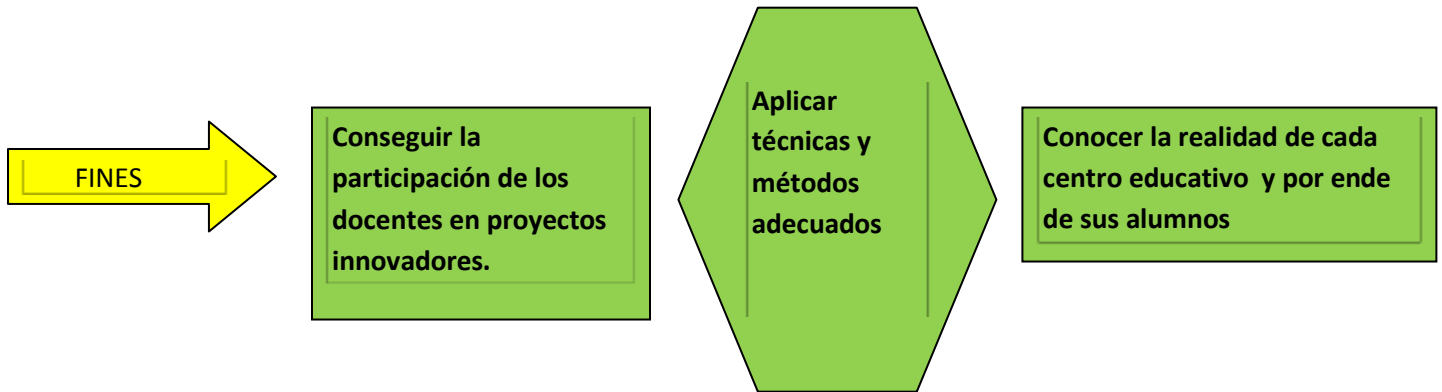 FINES
Conseguir la
participación de los
docentes en proyectos
innovadores.
Aplicar
técnicas y
métodos
adecuados
Conocer la realidad de cada
centro educativo y por ende
de sus alumnos